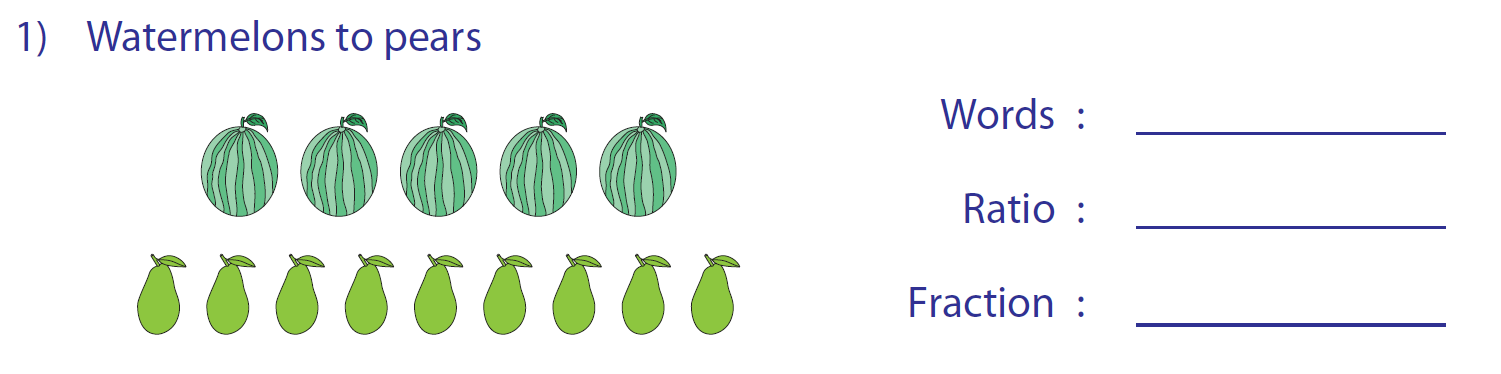 1) Watermelons to pears
Words :
Ratio :
Fraction :